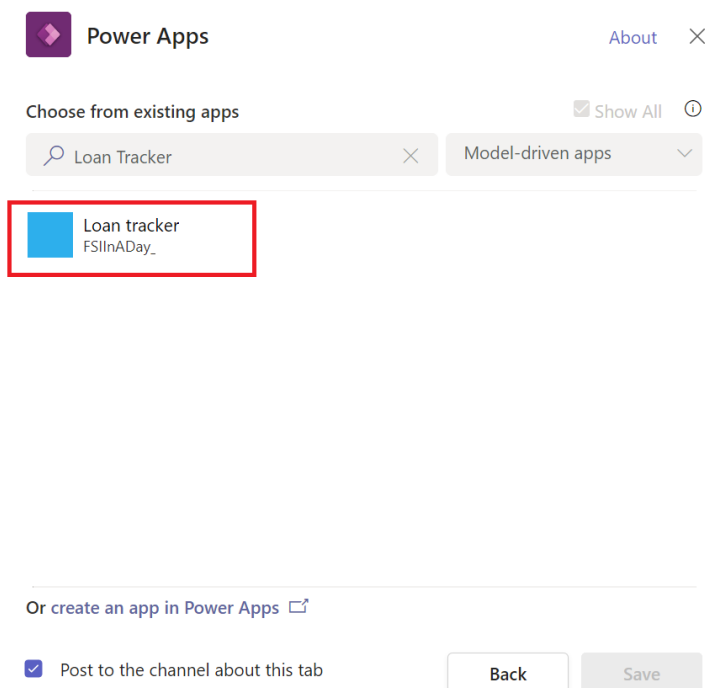 Power Apps
About
Choose from existing apps
Show All
Loan Tracker
Model-driven apps
Loan tracker
FSIInADay_
Or create an app in Power Apps
Post to the channel about this tab
Back
Save